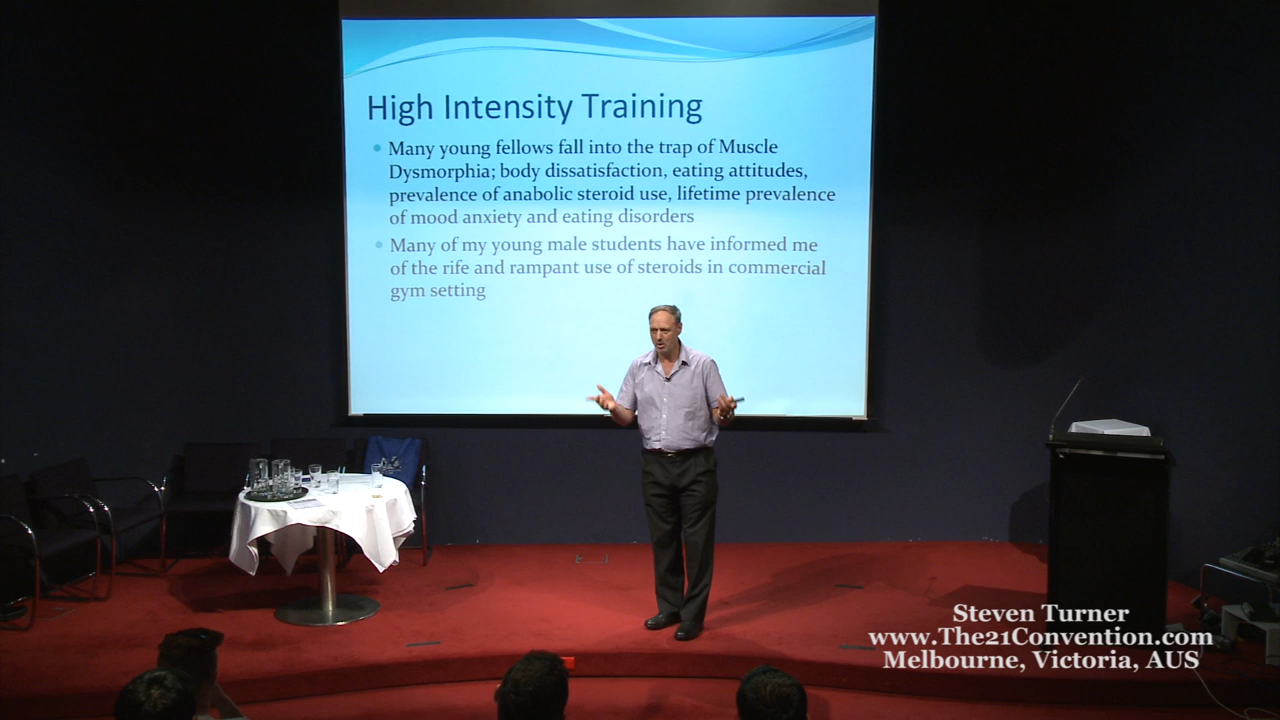 High Intensity Training
Many young fellows fall into the trap of Muscle
Dysmorphia; body dissatisfaction, eating attitudes,
prevalence of anabolic steroid use, lifetime prevalence
of mood anxiety and eating disorders
Many of my young male students have informed me
of the rife and rampant use of steroids in commercial
gym setting
Steven Turner
www.The21Convention.com
Melbourne, Victoria, AUS